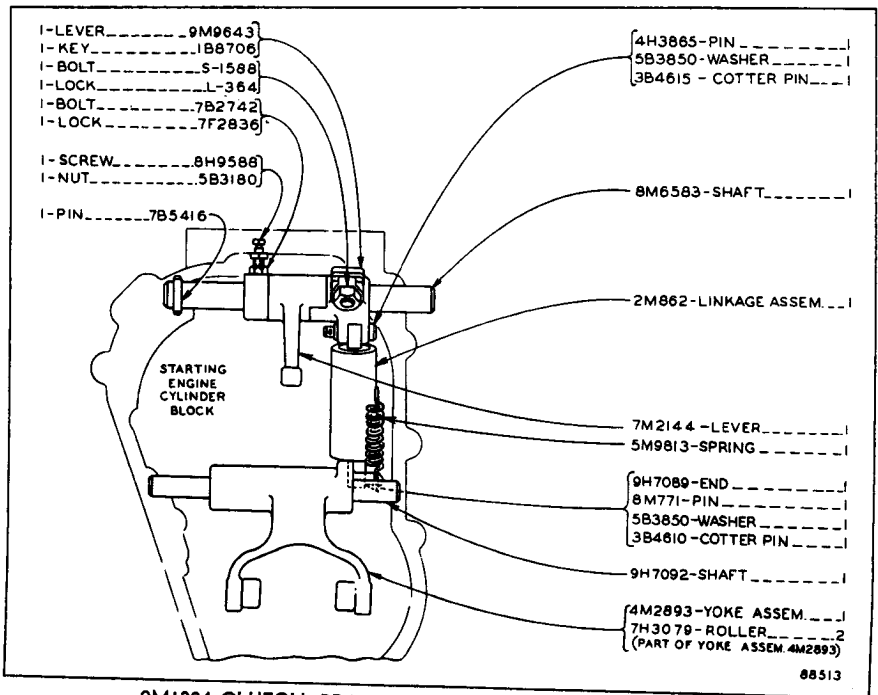 1-LEVER 9M9643
1-KEY 1B8706
1-BOLT S-1588
1-LOCK L-364
1-BOLT 7B2742
1-LOCK 7F2836
1-SCREW 8H9588
1-NUT 5B3180
1-PIN 7B5416
4H3865-PIN 1
5B3850-WASHER 1
3B4615-COTTER PIN 1
8M6583-SHAFT 1
2M862-LINKAGE ASSEM. 1
STARTING
ENGINE
CYLINDER
BLOCK
7M2144-LEVER 1
5M9813-SPRING 1
9H7089-END 1
8M771-PIN 1
5B3850-WASHER 1
3B4610-COTTER PIN 1
9H7092-SHAFT 1
4M2893-YOKE ASSEM. 1
7H3079-ROLLER 2
(PART OF YOKE ASSEM. 4M2893)
88513